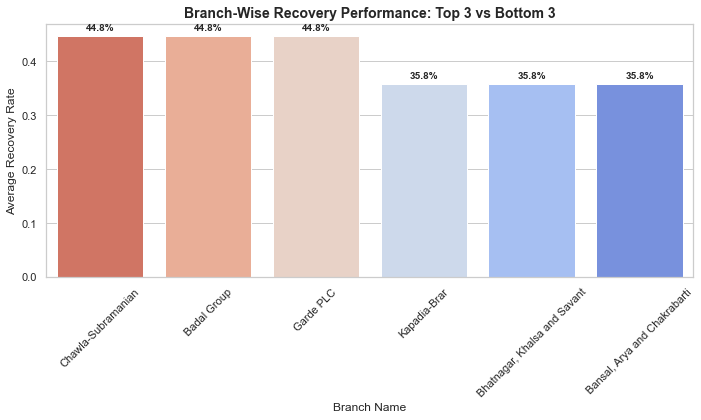 Branch-Wise Recovery Performance: Top 3 vs Bottom 3
44.8% 44.8% 44.8%
35.8% 35.8% 35.8%
Average Recovery Rate
0.4
0.3
0.2
0.1
0.0
Chawla-Subramanian
Badal Group
Garde PLC
Kapadia-Brar
Bhatnagar, Khalsa and Savant
Bansal, Arya and Chakrabarti
Branch Name